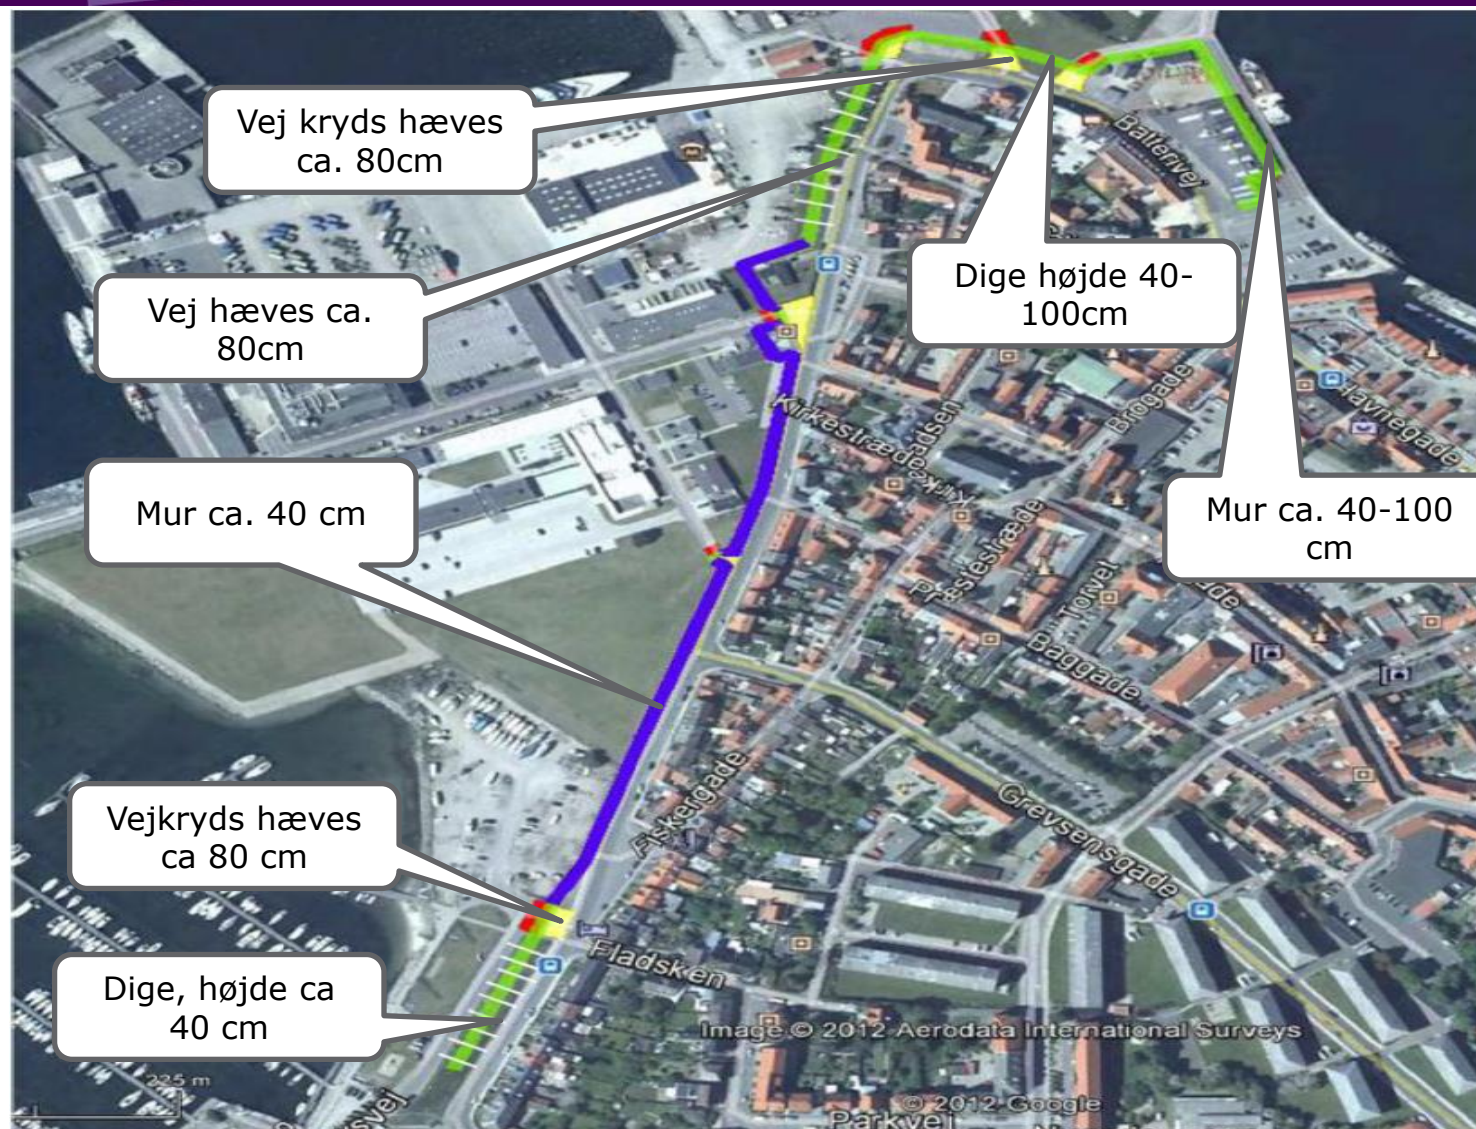 Vej kryds hæves
ca. 80cm
Batterivej
Vej hæves ca.
80cm
Dige højde 40-
100cm
Mur ca. 40 cm
Mur ca. 40-100
cm
Kirkestræde
Brogade
Havnegade
Præstestræde
Torvet
Baggade
Vejkryds hæves
ca 80 cm
Fiskergade
Grevsensgade
Dige, højde ca
40 cm
Fladsken
Image © 2012 Aerodata International Surveys
225 m
© 2012 Google
Parkvej